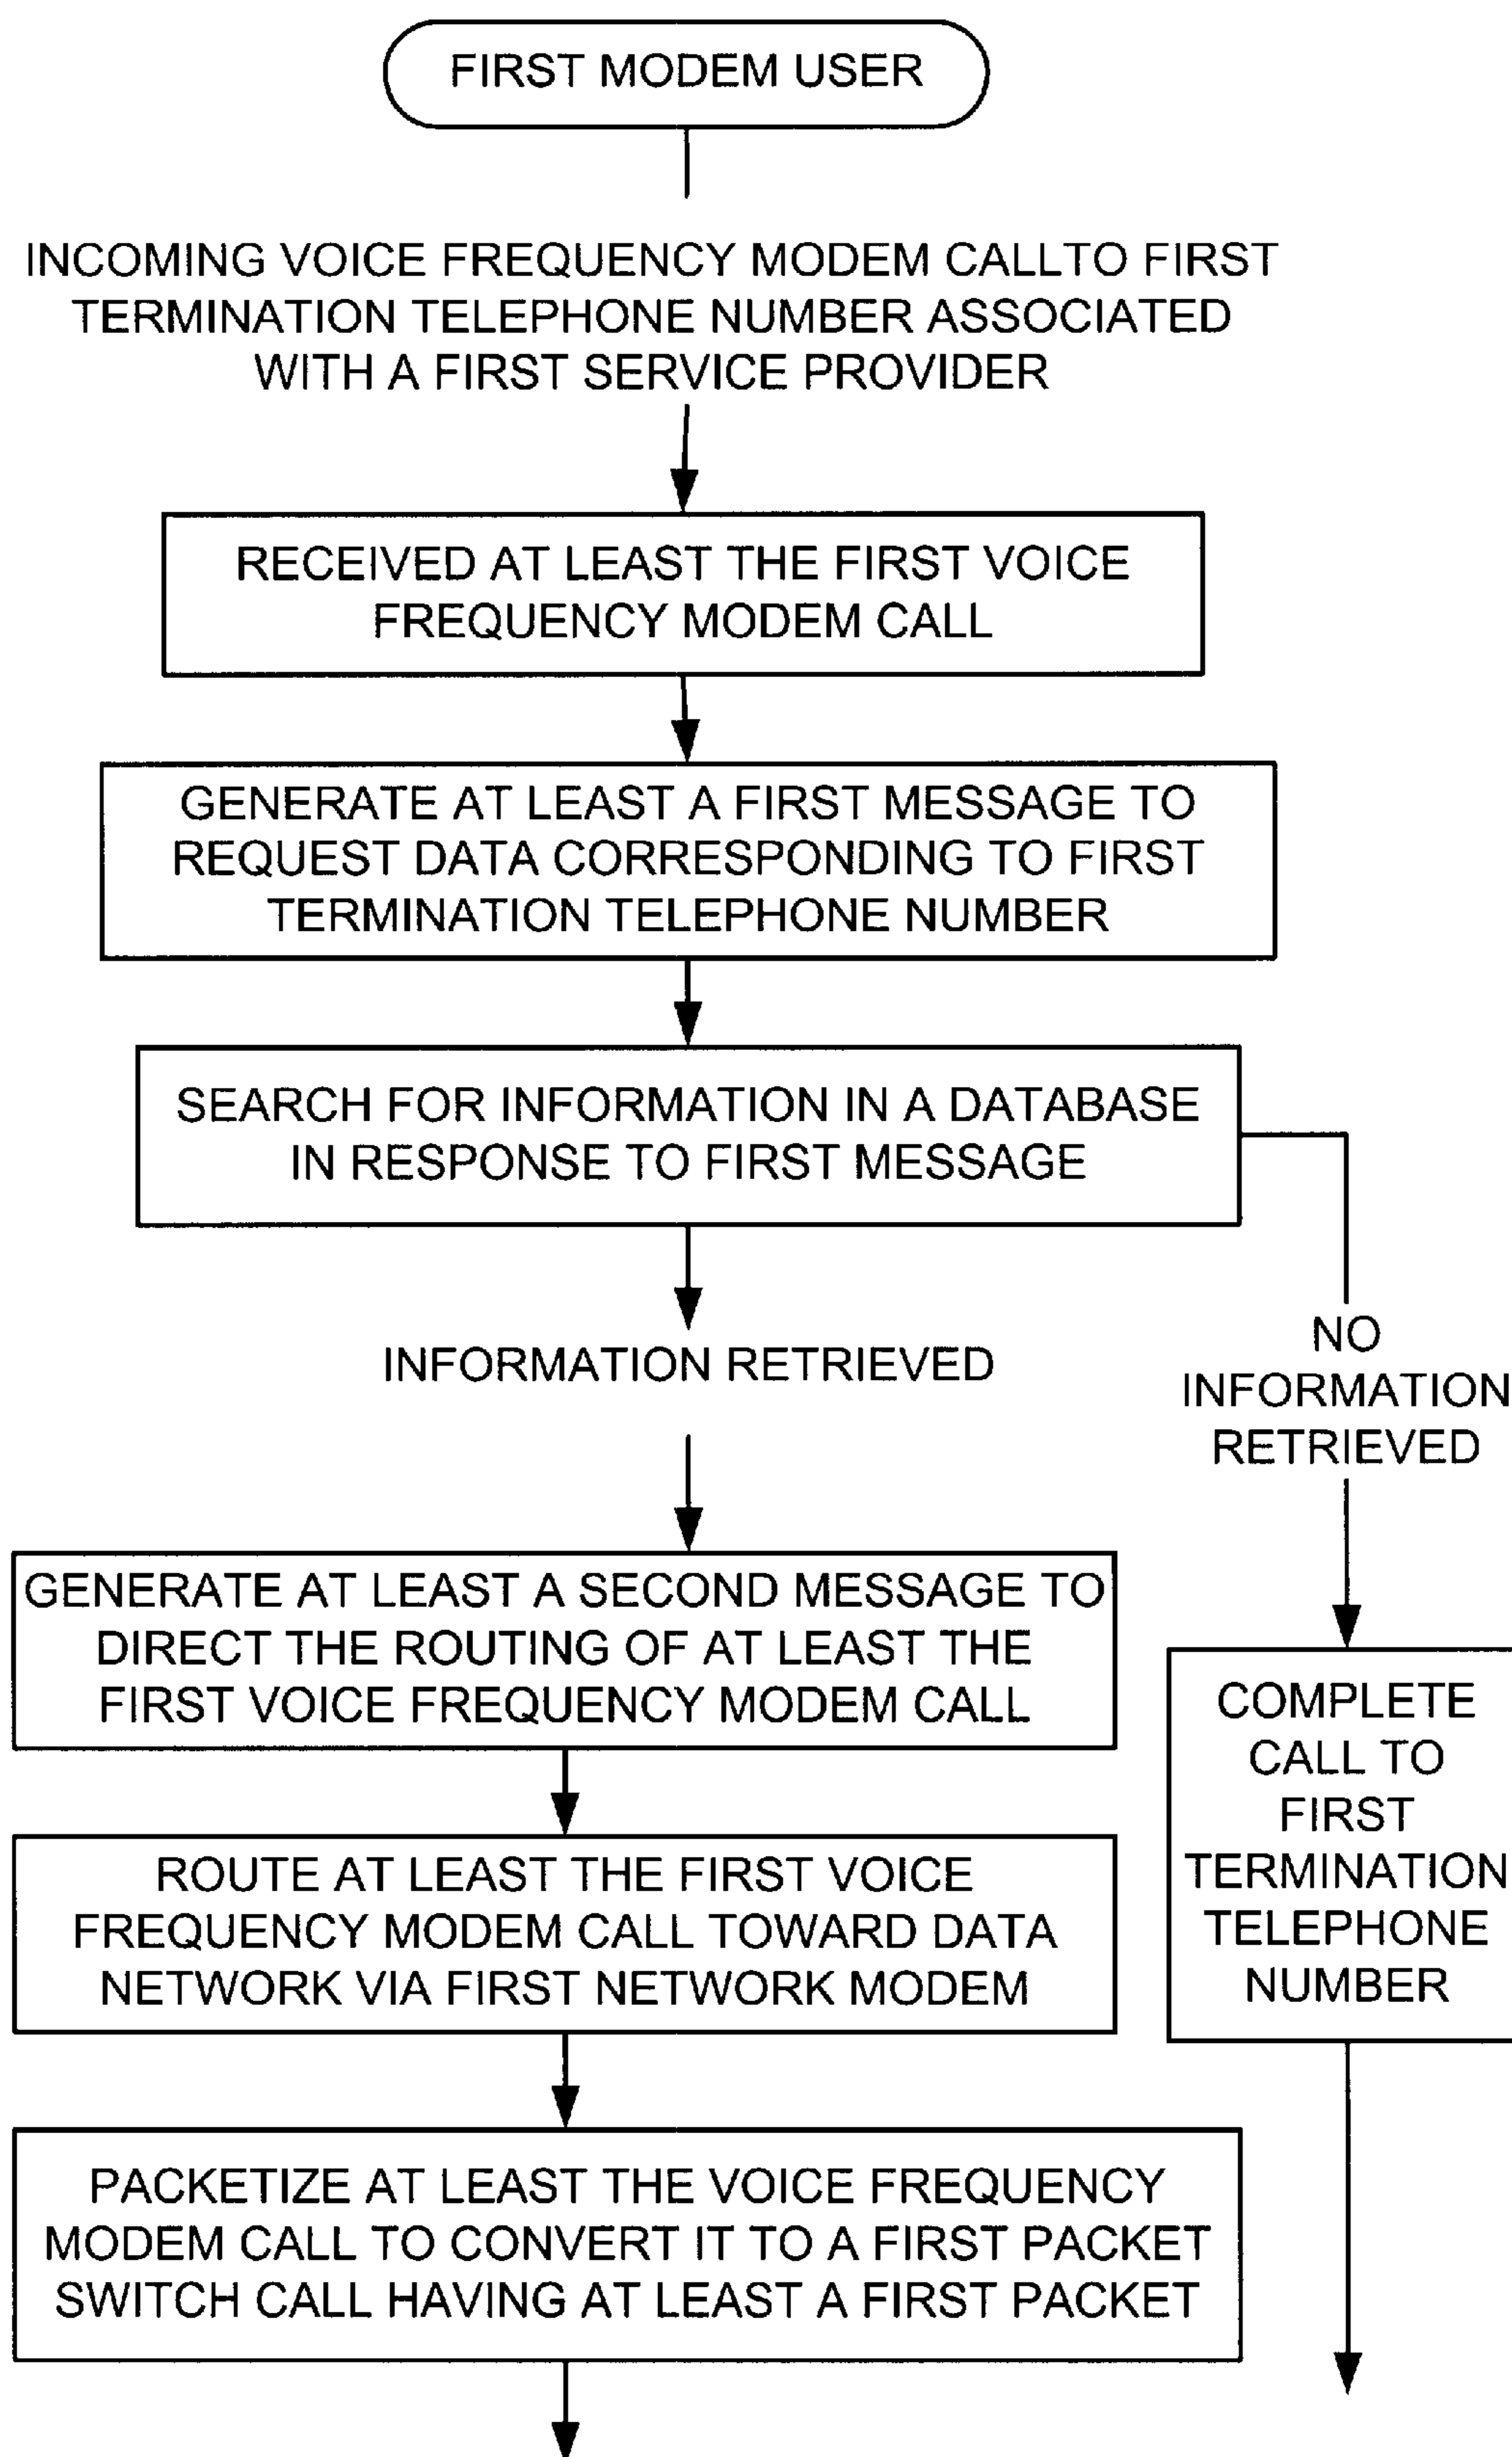 FIRST MODEM USER
INCOMING VOICE FREQUENCY MODEM CALLTO FIRST
TERMINATION TELEPHONE NUMBER ASSOCIATED
WITH A FIRST SERVICE PROVIDER
RECEIVED AT LEAST THE FIRST VOICE
FREQUENCY MODEM CALL
GENERATE AT LEAST A FIRST MESSAGE TO
REQUEST DATA CORRESPONDING TO FIRST
TERMINATION TELEPHONE NUMBER
SEARCH FOR INFORMATION IN A DATABASE
IN RESPONSE TO FIRST MESSAGE
INFORMATION RETRIEVED
NO
INFORMATION
RETRIEVED
GENERATE AT LEAST A SECOND MESSAGE TO
DIRECT THE ROUTING OF AT LEAST THE
FIRST VOICE FREQUENCY MODEM CALL
COMPLETE
CALL TO
FIRST
TERMINATION
TELEPHONE
NUMBER
ROUTE AT LEAST THE FIRST VOICE
FREQUENCY MODEM CALL TOWARD DATA
NETWORK VIA FIRST NETWORK MODEM
PACKETIZE AT LEAST THE VOICE FREQUENCY
MODEM CALL TO CONVERT IT TO A FIRST PACKET
SWITCH CALL HAVING AT LEAST A FIRST PACKET